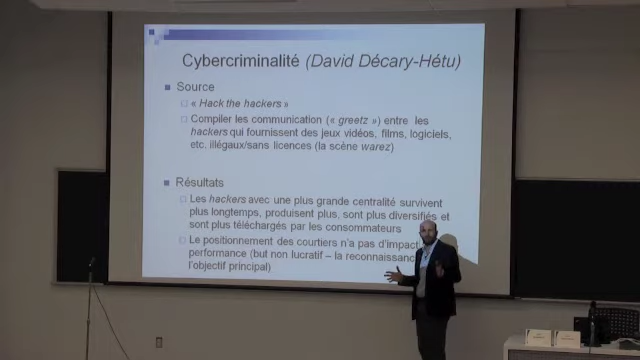 Cybercriminalité (David Décary-Hétu)
Source
« Hack the hackers »
Compiler les communication (« greetz ») entre les
hackers qui fournissent des jeux vidéos, films, logiciels,
etc. illégaux/sans licences (la scène warez)
Résultats
Les hackers avec une plus grande centralité survivent
plus longtemps, produisent plus, sont plus diversifiés et
sont plus téléchargés par les consommateurs
Le positionnement des courtiers n'a pas d'impact
performance (but non lucratif – la reconnaissance
l'objectif principal)